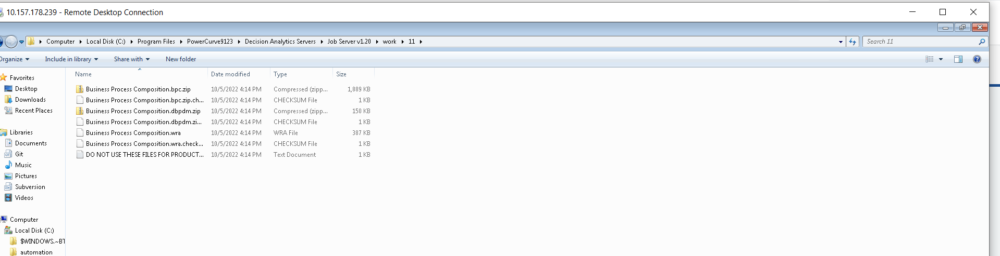 10.157.178.239 - Remote Desktop Connection
Computer Local Disk (C:) Program Files PowerCurve9123 Decision Analytics Servers Job Server v1.20 work 11
Search 11
Organize Include in library Share with New folder
Name Date modified Type Size
Favorites
Desktop
Downloads
Recent Places
Libraries
Documents
Git
Music
Pictures
Subversion
Videos
Computer
Local Disk (C:)
$WINDOWS.~BT
automation
Business Process Composition.bpc.zip 10/5/2022 4:14 PM Compressed (zipp... 1,889 KB
Business Process Composition.bpc.zip.ch... 10/5/2022 4:14 PM CHECKSUM File 1 KB
Business Process Composition.dbpdm.zip 10/5/2022 4:14 PM Compressed (zipp... 150 KB
Business Process Composition.dbpdm.zi... 10/5/2022 4:14 PM CHECKSUM File 1 KB
Business Process Composition.wra 10/5/2022 4:14 PM WRA File 387 KB
Business Process Composition.wra.check... 10/5/2022 4:14 PM CHECKSUM File 1 KB
DO NOT USE THESE FILES FOR PRODUCT... 10/5/2022 4:14 PM Text Document 1 KB